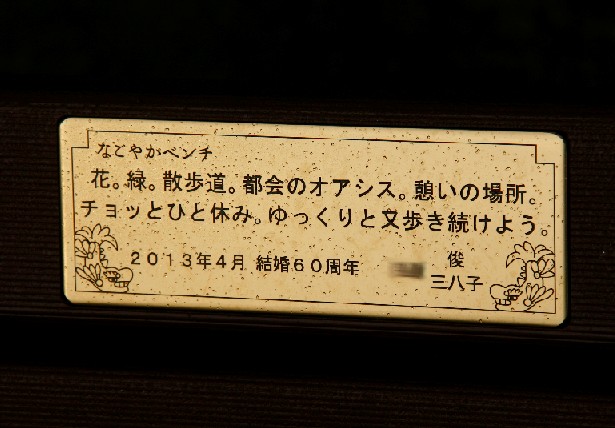 なごやかベンチ
花。緑。散歩道。都会のオアシス。憩いの場所。
チョッとひと休み。ゆっくりと又歩き続けよう。
2013年4月 結婚60周年 俊
三八子